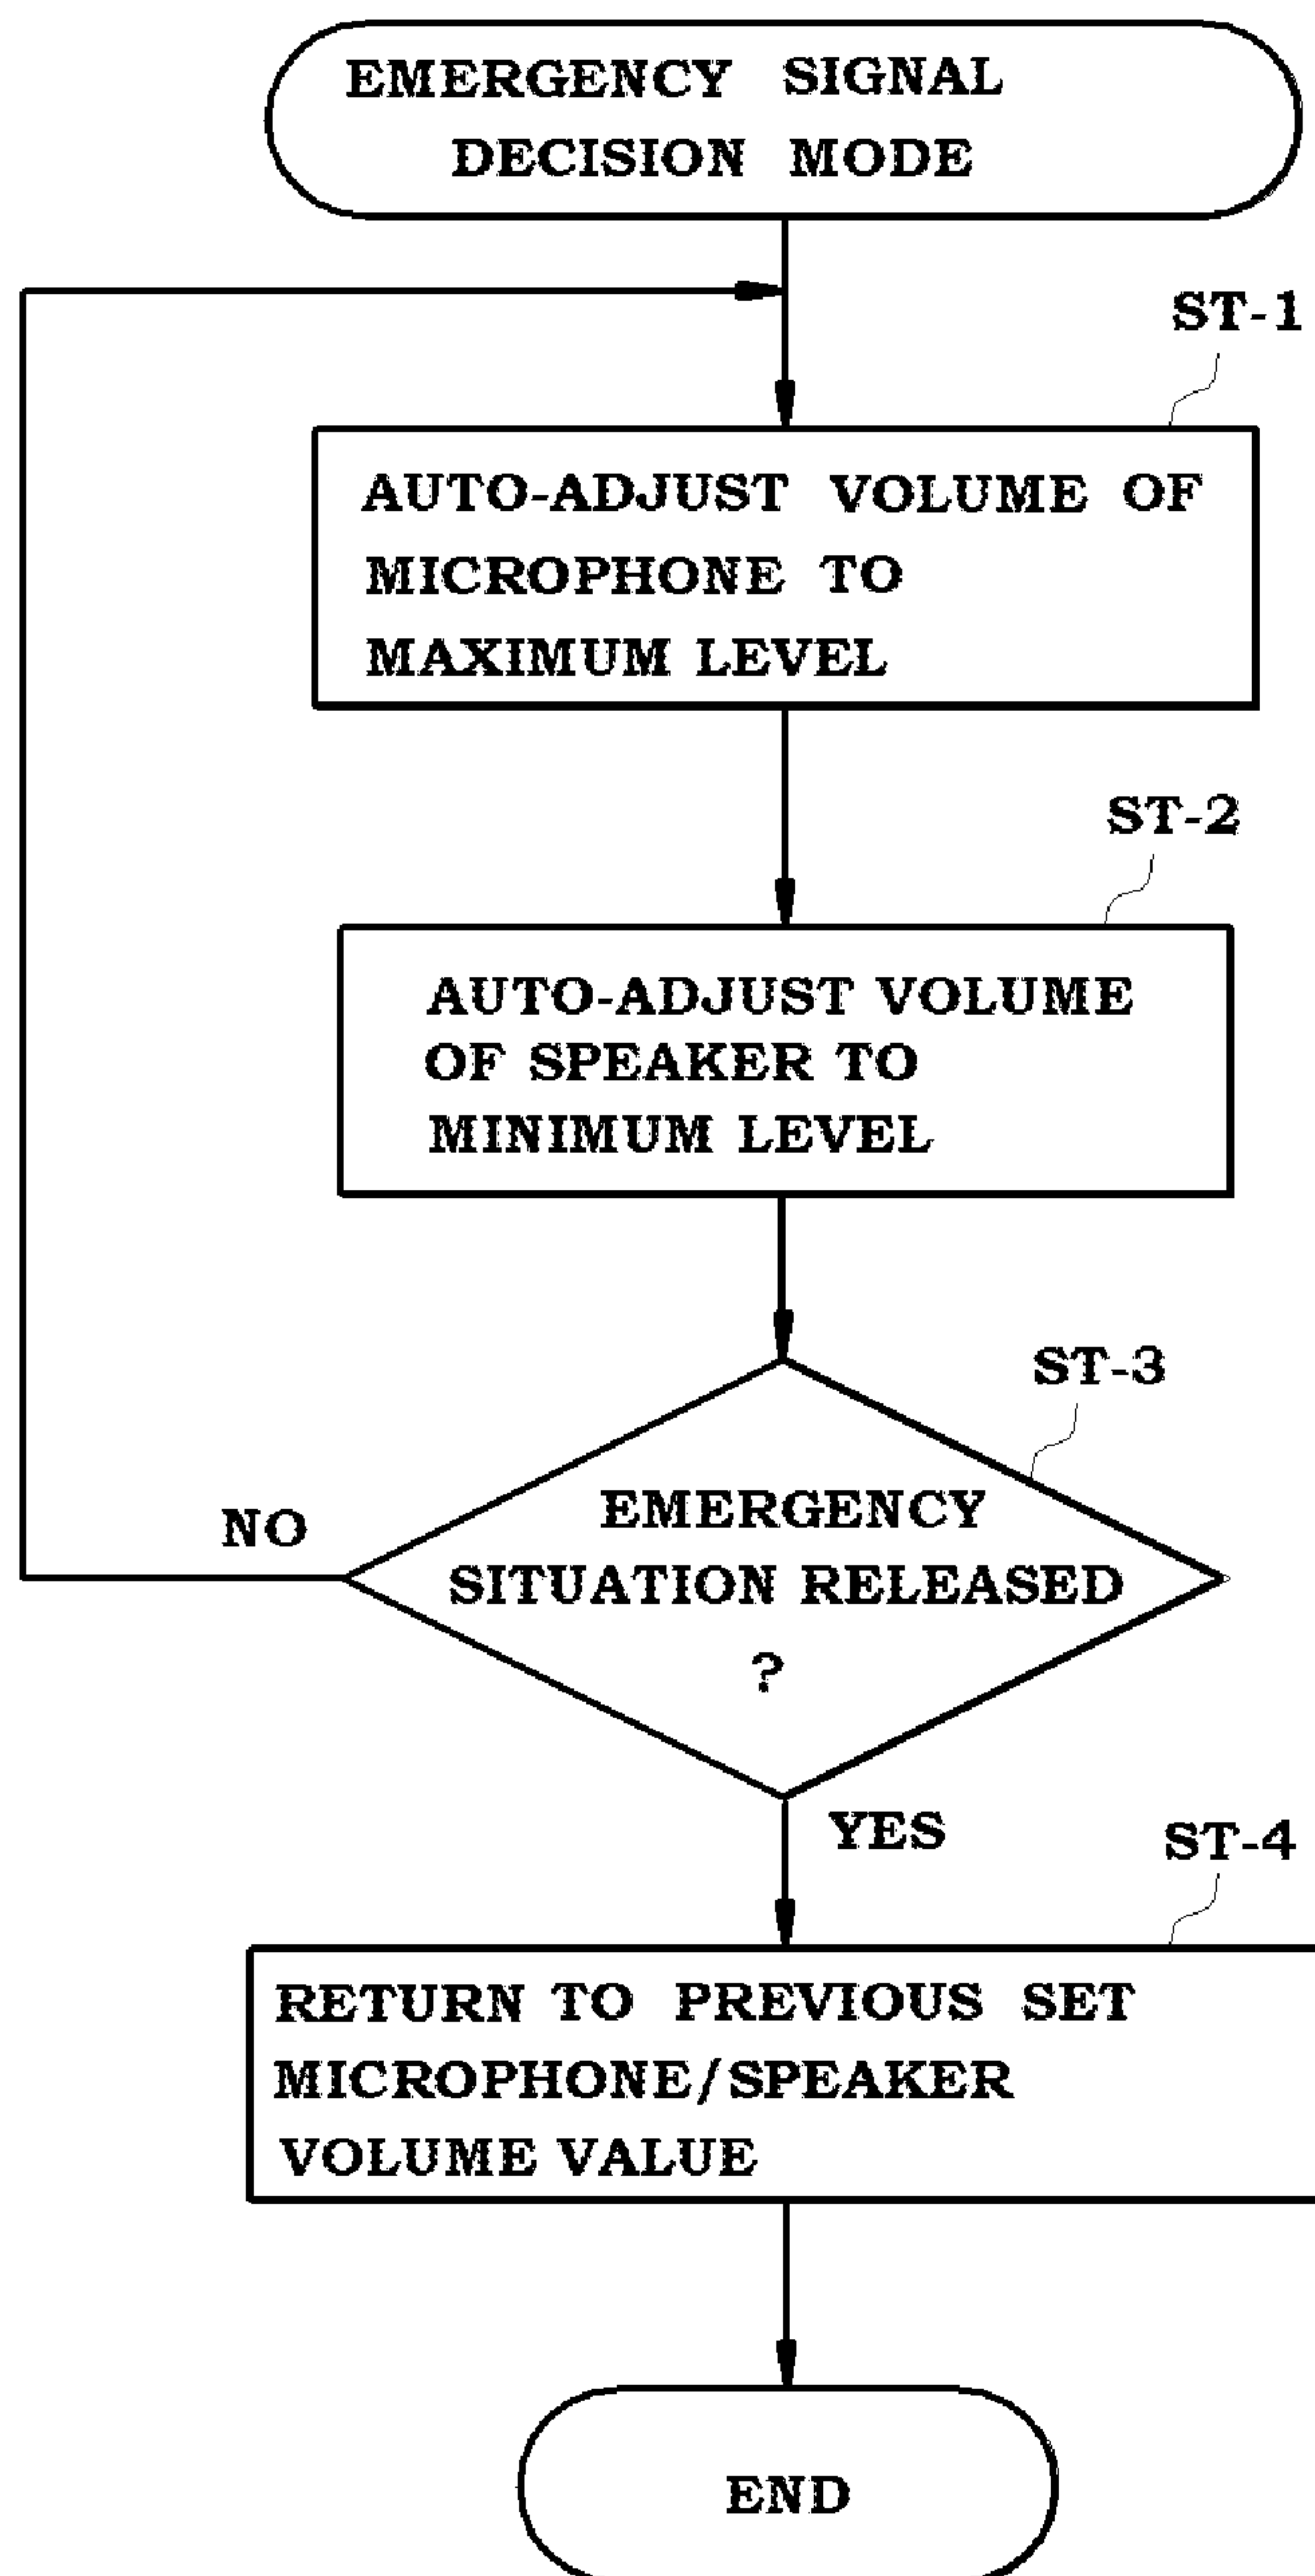 EMERGENCY SIGNAL
DECISION MODE
ST-1
AUTO-ADJUST VOLUME OF
MICROPHONE TO
MAXIMUM LEVEL
ST-2
AUTO-ADJUST VOLUME
OF SPEAKER TO
MINIMUM LEVEL
ST-3
EMERGENCY
SITUATION RELEASED
?
NO
YES
ST-4
RETURN TO PREVIOUS SET
MICROPHONE/SPEAKER
VOLUME VALUE
END